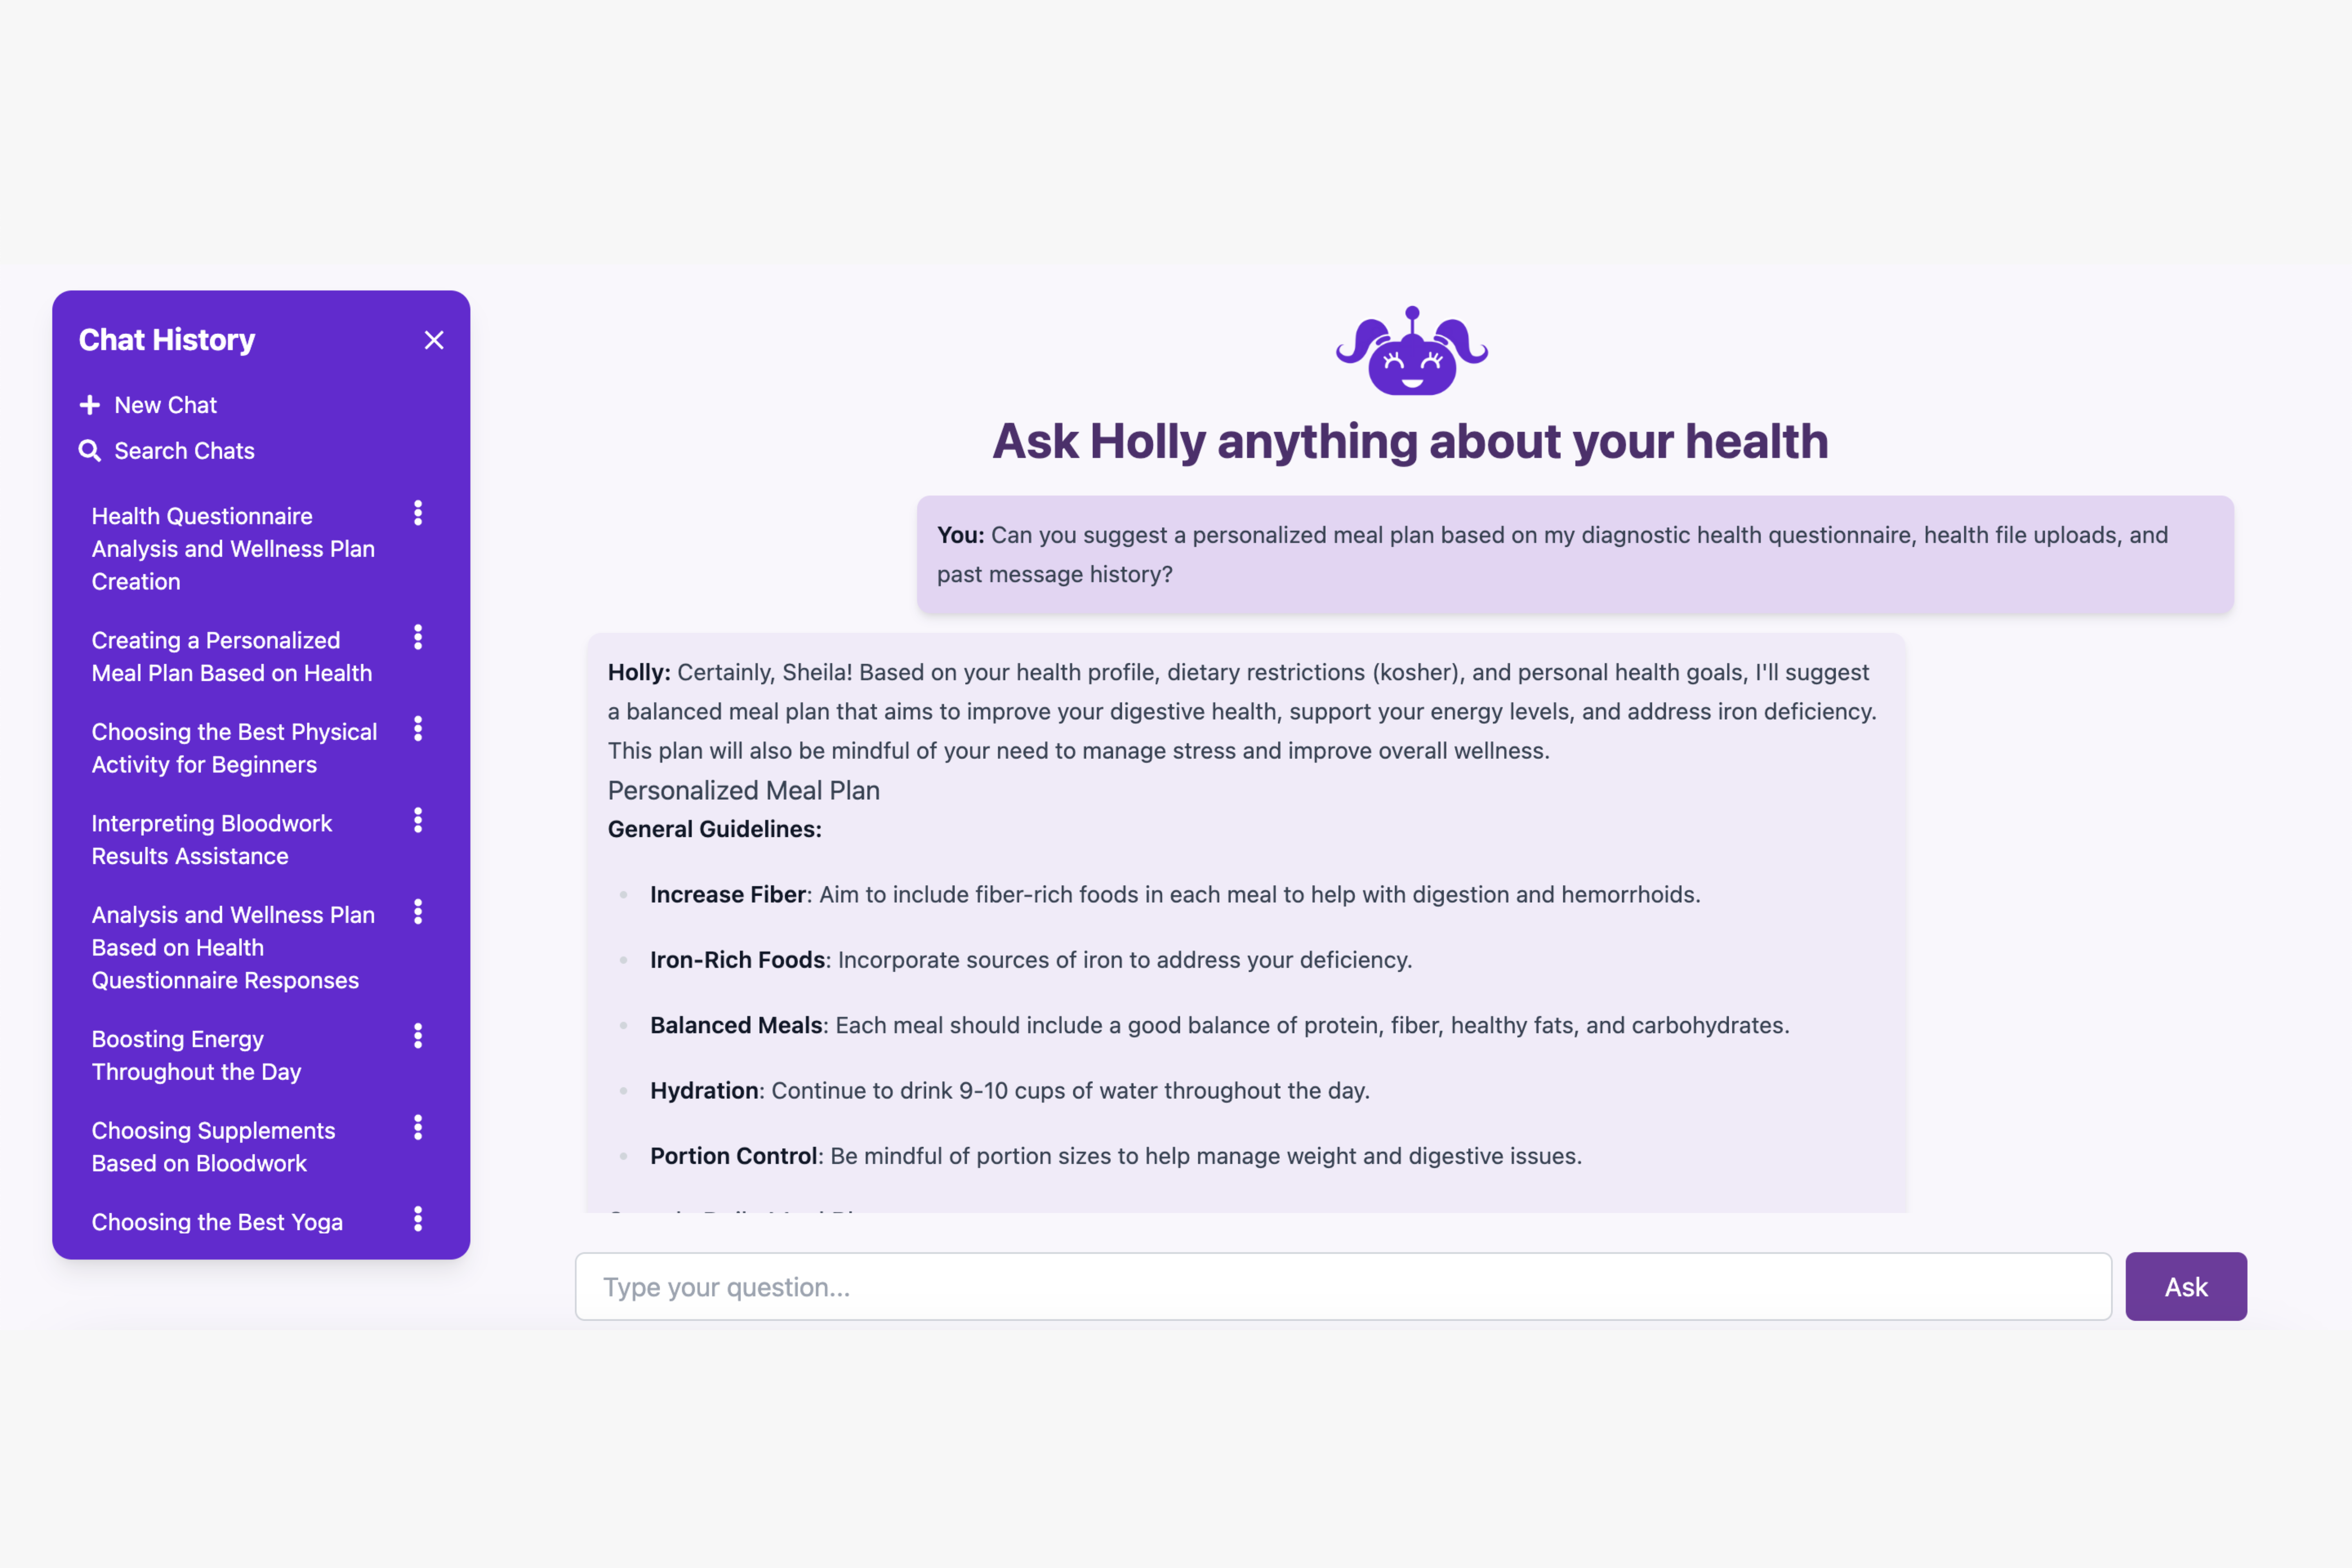 Chat History
New Chat
Search Chats
Health Questionnaire
Analysis and Wellness Plan
Creation
Creating a Personalized
Meal Plan Based on Health
Choosing the Best Physical
Activity for Beginners
Interpreting Bloodwork
Results Assistance
Analysis and Wellness Plan
Based on Health
Questionnaire Responses
Boosting Energy
Throughout the Day
Choosing Supplements
Based on Bloodwork
Choosing the Best Yoga
Ask Holly anything about your health
You: Can you suggest a personalized meal plan based on my diagnostic health questionnaire, health file uploads, and
past message history?
Holly: Certainly, Sheila! Based on your health profile, dietary restrictions (kosher), and personal health goals, I'll suggest
a balanced meal plan that aims to improve your digestive health, support your energy levels, and address iron deficiency.
This plan will also be mindful of your need to manage stress and improve overall wellness.
Personalized Meal Plan
General Guidelines:
Increase Fiber: Aim to include fiber-rich foods in each meal to help with digestion and hemorrhoids.
Iron-Rich Foods: Incorporate sources of iron to address your deficiency.
Balanced Meals: Each meal should include a good balance of protein, fiber, healthy fats, and carbohydrates.
Hydration: Continue to drink 9-10 cups of water throughout the day.
Portion Control: Be mindful of portion sizes to help manage weight and digestive issues.
Type your question...
Ask